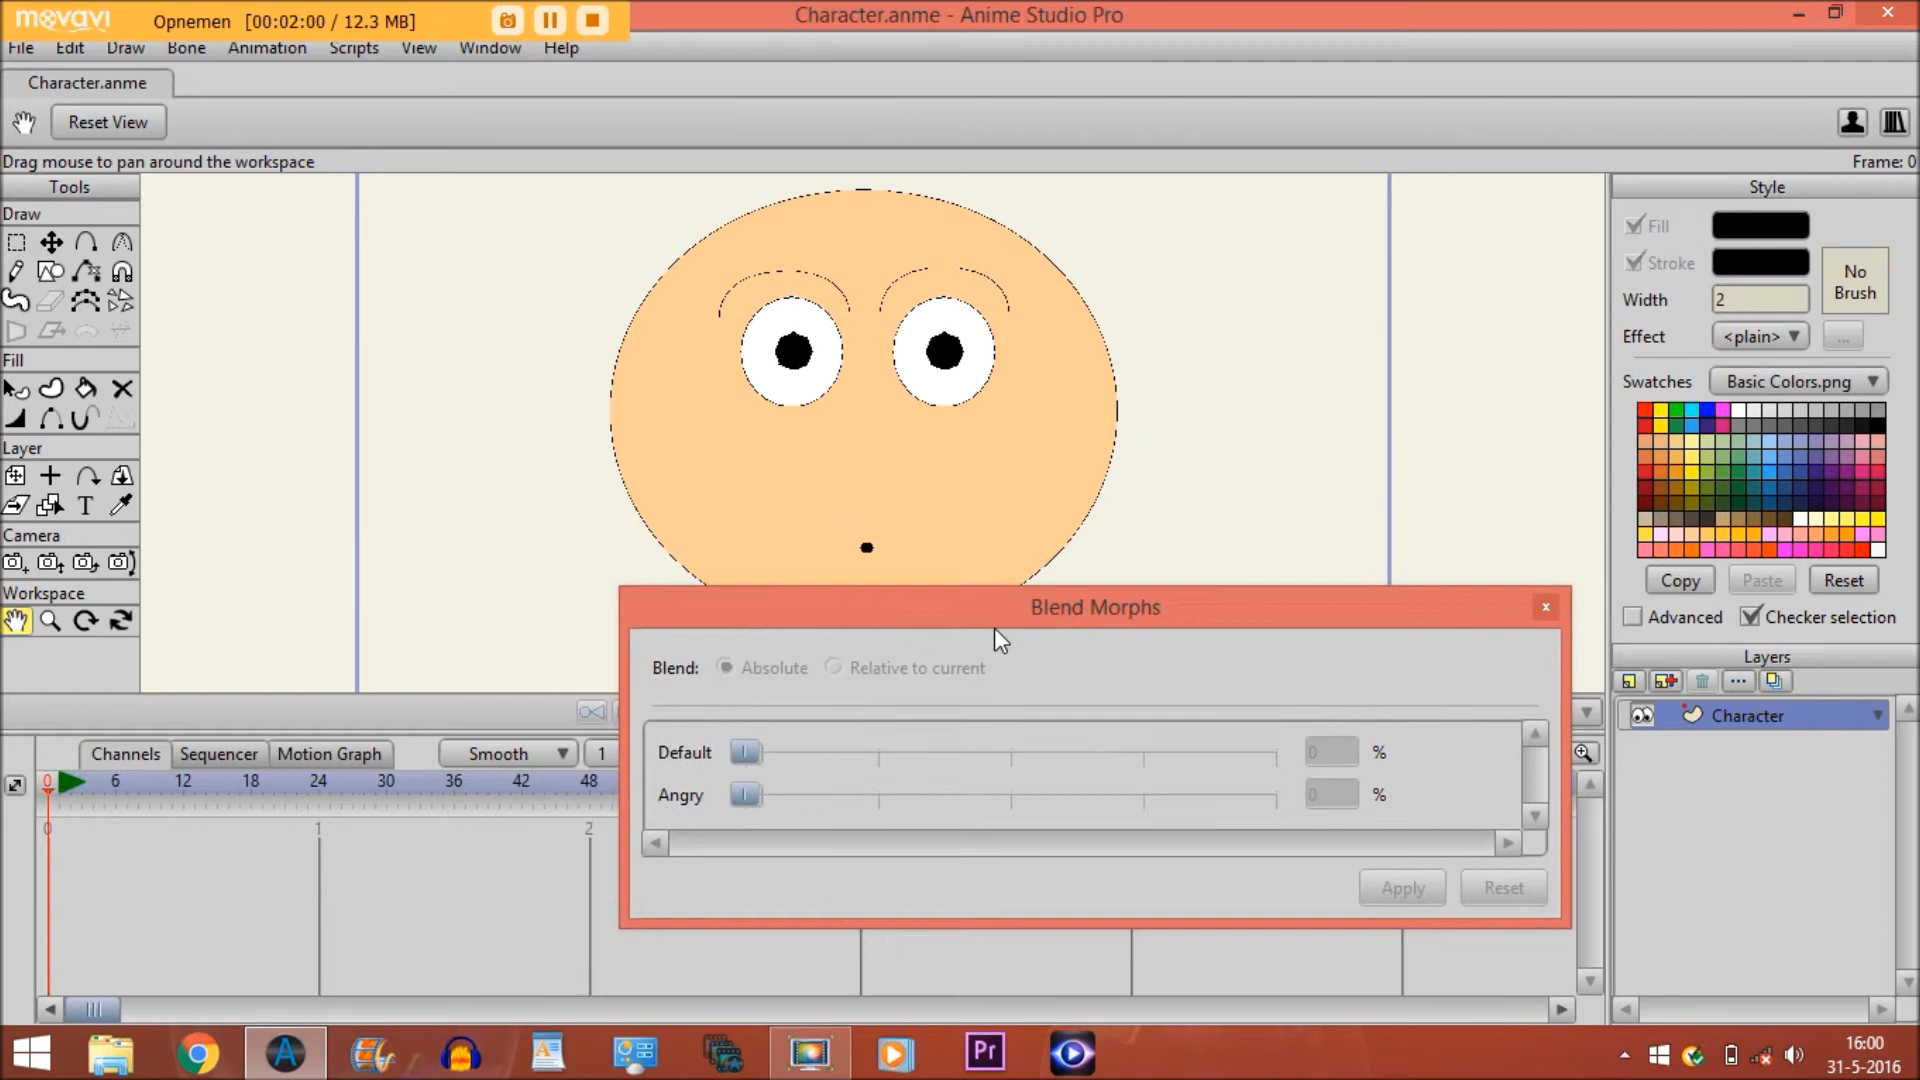 movavi
Opnemen [00:02:00 / 12.3 MB]
Character.anme - Anime Studio Pro
File Edit Draw Bone Animation Scripts View Window Help
Character.anme
Reset View
Drag mouse to pan around the workspace
Frame: 0
Tools
Draw
Fill
Layer
T
Camera
Workspace
Style
Fill
Stroke
No Brush
Width 2
Effect <plain> ...
Swatches Basic Colors.png
Copy Paste Reset
Advanced Checker selection
Layers
Character
Blend Morphs
x
Blend: Absolute Relative to current
Default 0 %
Angry 0 %
Apply Reset
Channels Sequencer Motion Graph Smooth 1
0 6 12 18 24 30 36 42 48
0 1 2
A
Pr
16:00
31-5-2016